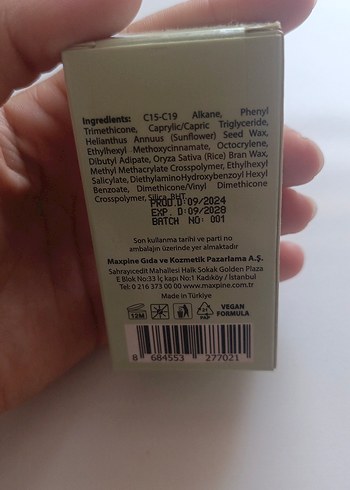 Ingredients: C15-C19 Alkane, Phenyl
Trimethicone, Caprylic/Capric Triglyceride,
Helianthus Annuus (Sunflower) Seed Wax,
Ethylhexyl Methoxycinnamate, Octocrylene,
Dibutyl Adipate, Oryza Sativa (Rice) Bran Wax,
Methyl Methacrylate Crosspolymer, Ethylhexyl
Salicylate, DiethylaminoHydroxybenzoyl Hexyl
Benzoate, Dimethicone/Vinyl Dimethicone
Crosspolymer, Silica, BHT
PROD.D:09/2024
EXP. D:09/2028
BATCH NO: 001
Son kullanma tarihi ve parti no
ambalajın üzerinde yer almaktadır
Maxpine Gıda ve Kozmetik Pazarlama A.Ş.
Sahrayıcedit Mahallesi Halk Sokak Golden Plaza
E Blok No:33 İç kapı No:1 Kadıköy / İstanbul
Tel: 0 216 373 00 00 www.maxpine.com.tr
Made in Türkiye
12M
VEGAN
FORMULA
8 684553 277021